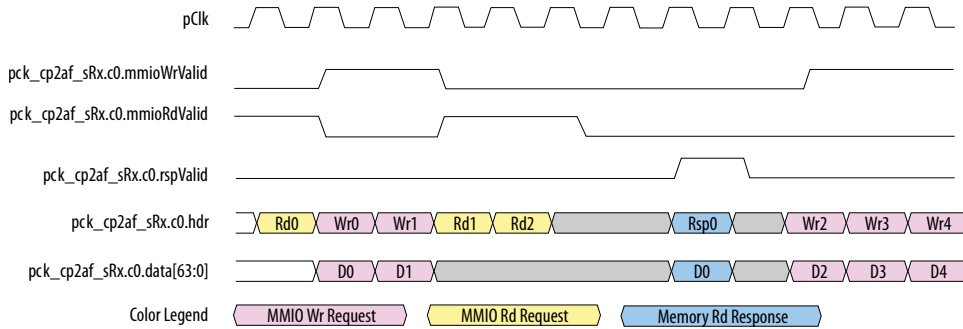 pClk
pck_cp2af_sRx.c0.mmioWrValid
pck_cp2af_sRx.c0.mmioRdValid
pck_cp2af_sRx.c0.rspValid
pck_cp2af_sRx.c0.hdr Rd0 Wr0 Wr1 Rd1 Rd2 Rsp0 Wr2 Wr3 Wr4
pck_cp2af_sRx.c0.data[63:0] D0 D1 D0 D2 D3 D4
Color Legend MMIO Wr Request MMIO Rd Request Memory Rd Response